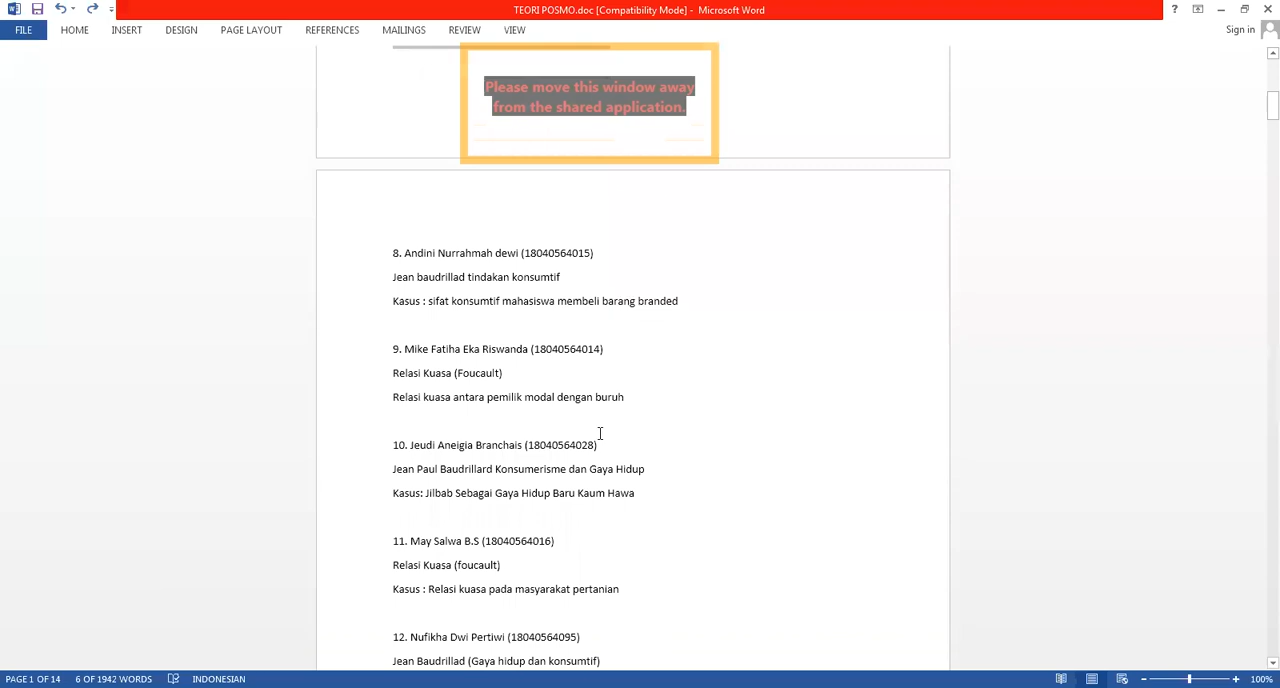 TEORI POSMO.doc [Compatibility Mode] - Microsoft Word
?
FILE HOME INSERT DESIGN PAGE LAYOUT REFERENCES MAILINGS REVIEW VIEW Sign in
Please move this window away
from the shared application.
8. Andini Nurrahmah dewi (18040564015)
Jean baudrillad tindakan konsumtif
Kasus : sifat konsumtif mahasiswa membeli barang branded
9. Mike Fatiha Eka Riswanda (18040564014)
Relasi Kuasa (Foucault)
Relasi kuasa antara pemilik modal dengan buruh
10. Jeudi Aneigia Branchais (18040564028)
Jean Paul Baudrillard Konsumerisme dan Gaya Hidup
Kasus: Jilbab Sebagai Gaya Hidup Baru Kaum Hawa
11. May Salwa B.S (18040564016)
Relasi Kuasa (foucault)
Kasus : Relasi kuasa pada masyarakat pertanian
12. Nufikha Dwi Pertiwi (18040564095)
Jean Baudrillad (Gaya hidup dan konsumtif)
PAGE 1 OF 14 6 OF 1942 WORDS INDONESIAN 100%